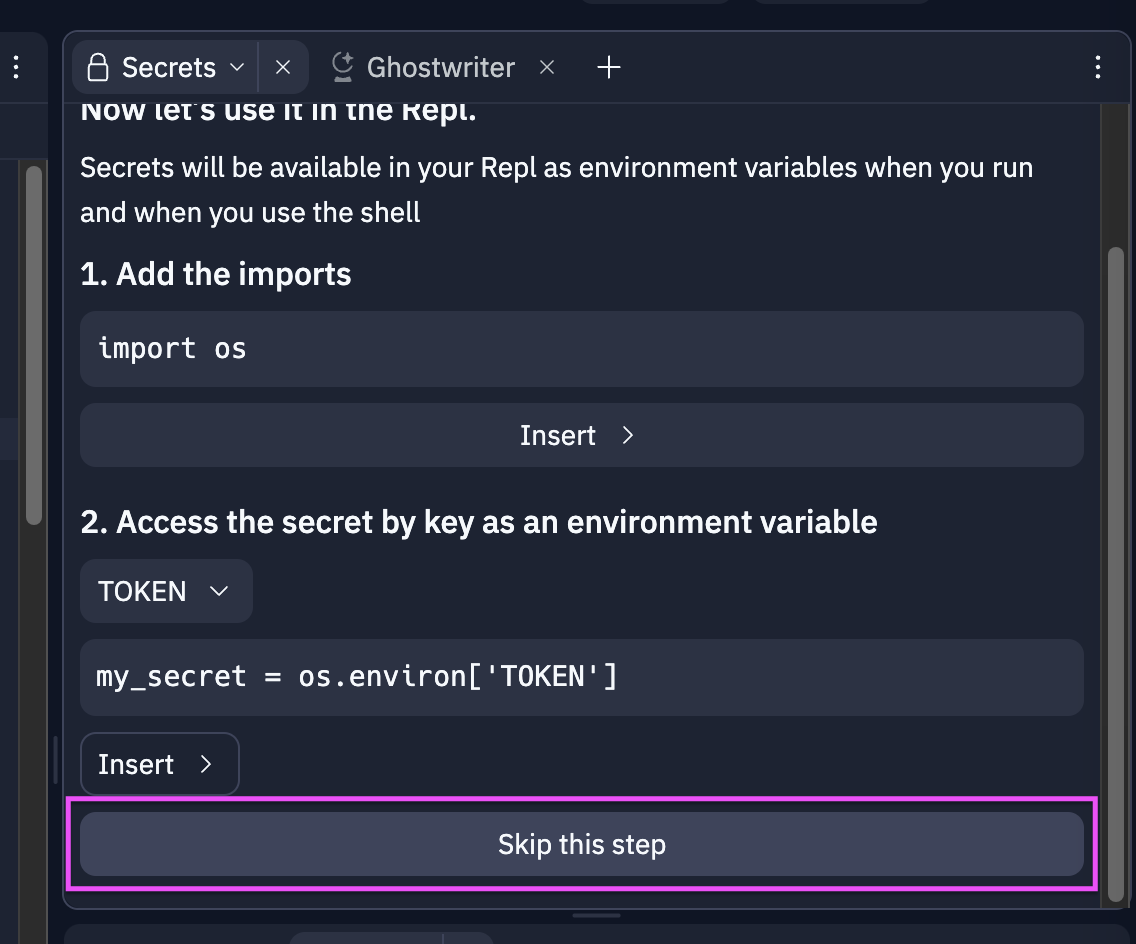 Secrets
Ghostwriter
Now let's use it in the Repl.
Secrets will be available in your Repl as environment variables when you run
and when you use the shell
1. Add the imports
import os
Insert
2. Access the secret by key as an environment variable
TOKEN
my_secret = os.environ['TOKEN']
Insert
Skip this step